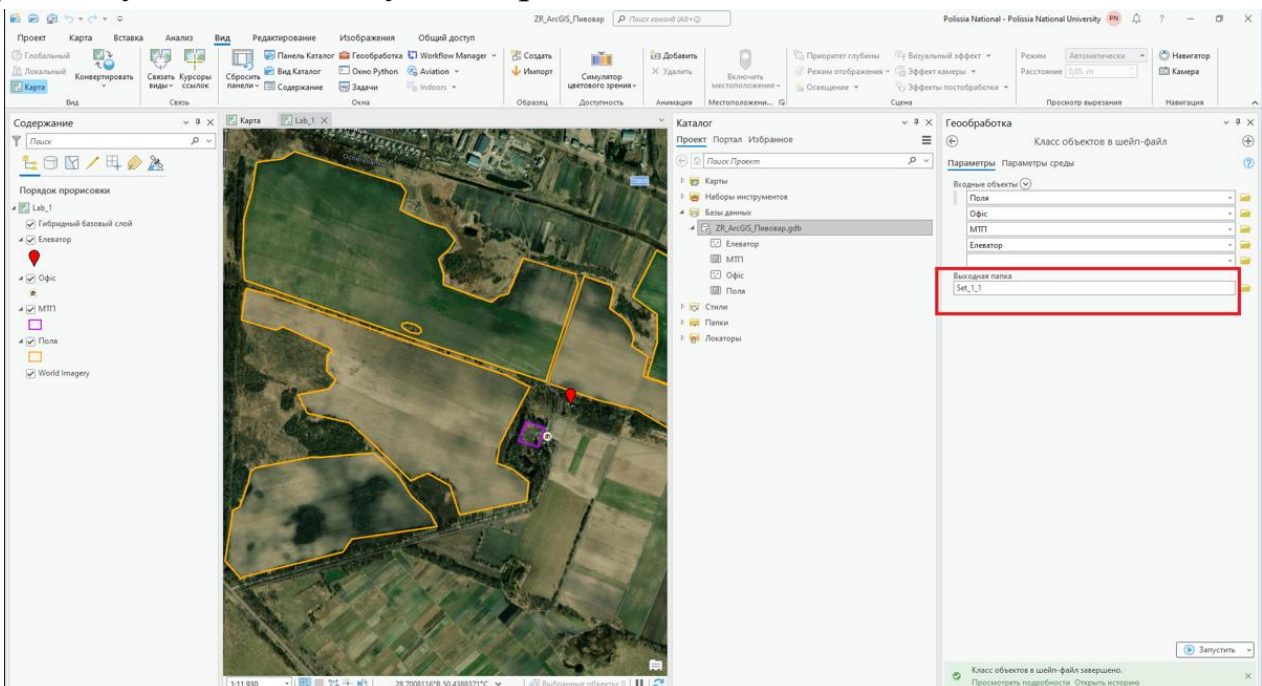 ZR_ArcGIS_Пивовар
Поиск команд (Alt+Q)
Polissia National - Polissia National University
PN
?
Проект Карта Вставка Анализ Вид Редактирование Изображения Общий доступ
Глобальный
Локальный
Карта
Конвертировать
Связать виды
Курсоры ссылок
Сбросить панели
Панель Каталог
Вид Каталог
Содержание
Геообработка
Окно Python
Задачи
Workflow Manager
Aviation
Indoors
Создать
Импорт
Симулятор цветового зрения
Добавить
Удалить
Включить местоположение
Приоритет глубины
Режим отображения
Освещение
Визуальный эффект
Эффект камеры
Эффекты постобработки
Режим Автоматически
Расстояние 0,05 m
Навигатор
Камера
Вид Связь Окна Образец Доступность Анимация Местоположени... Сцена Просмотр вырезания Навигация
Содержание
Поиск
Порядок прорисовки
Lab_1
Гибридный базовый слой
Елеватор
Офіс
МТП
Поля
World Imagery
Карта
Lab_1
1:11 930
28,7008116°В 50,4388371°С
Выбранные объекты: 0
Каталог
Проект Портал Избранное
Поиск Проект
Карты
Наборы инструментов
Базы данных
ZR_ArcGIS_Пивовар.gdb
Елеватор
МТП
Офіс
Поля
Стили
Папки
Локаторы
Геообработка
Класс объектов в шейп-файл
Параметры Параметры среды
Входные объекты
Поля
Офіс
МТП
Елеватор
Выходная папка
Set_1_1
Запустить
Класс объектов в шейп-файл завершено.
Просмотреть подробности Открыть историю